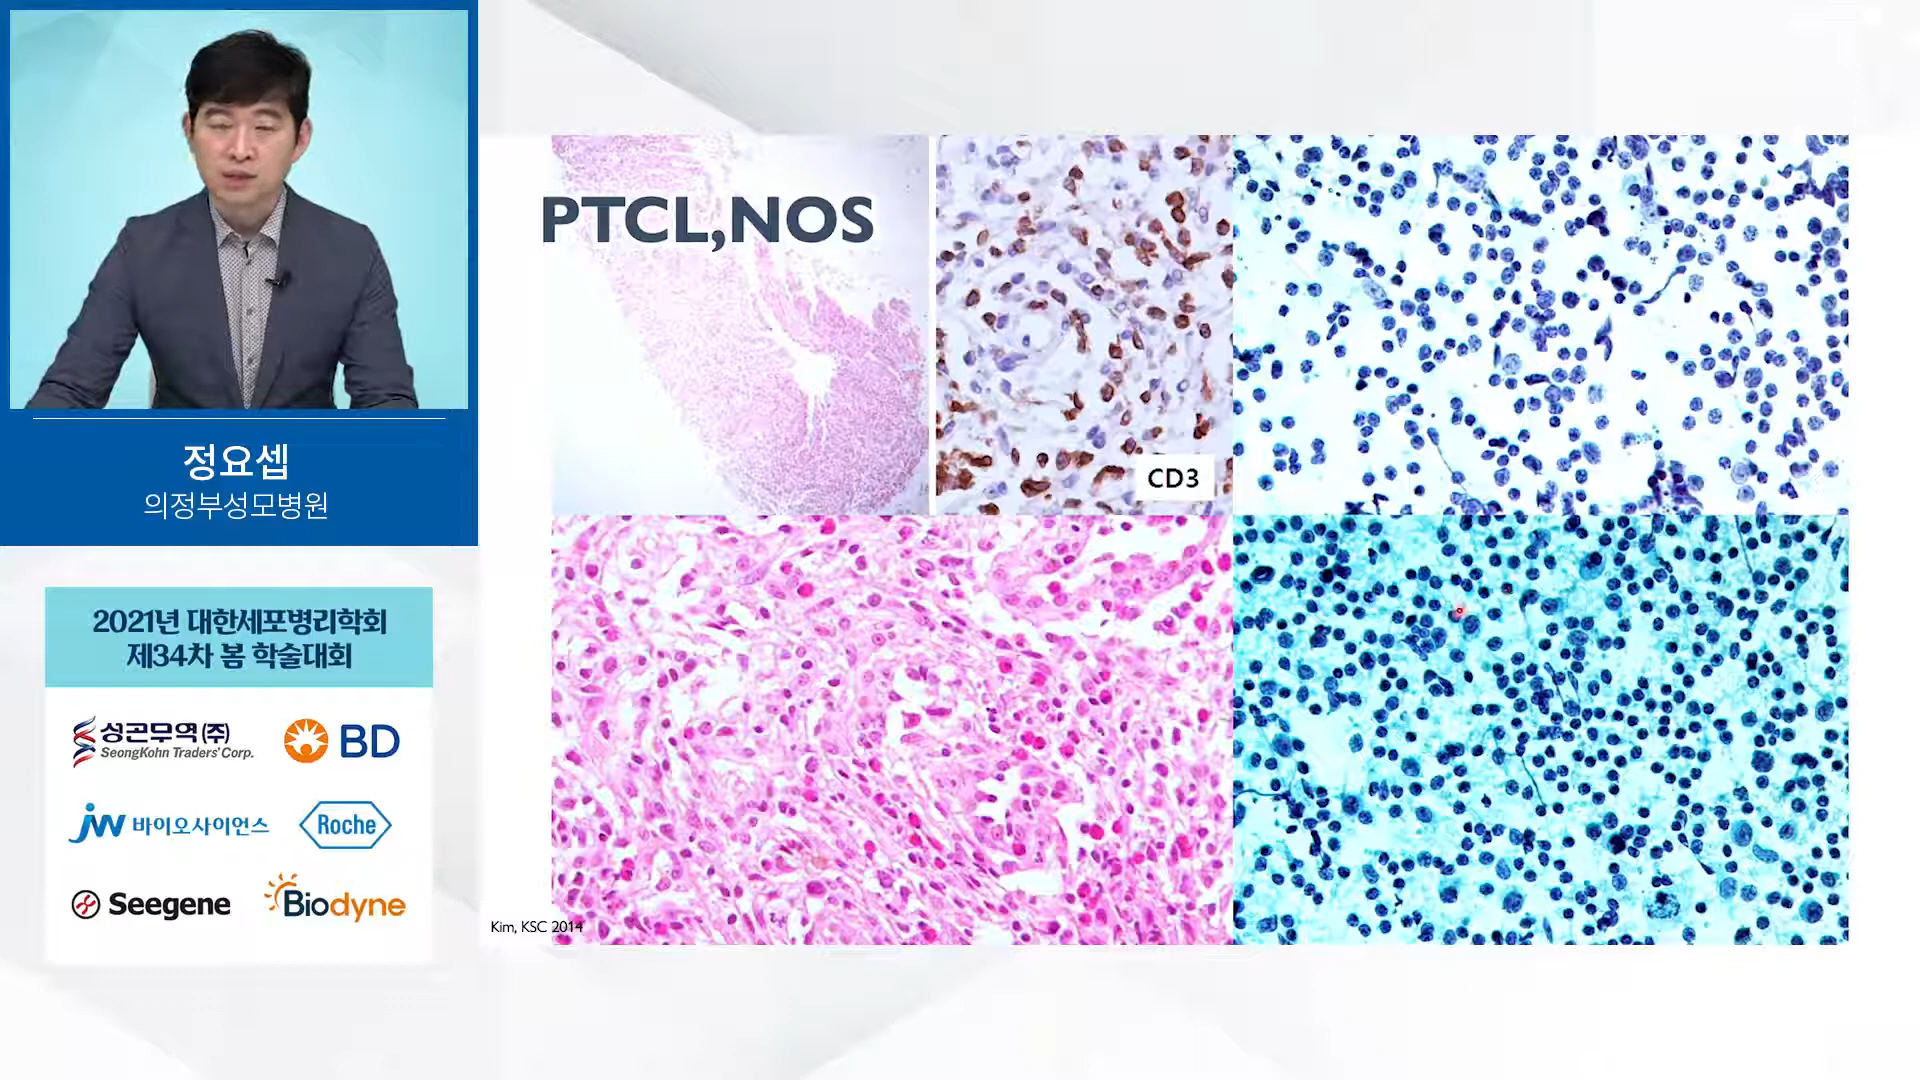 정요셉
의정부성모병원
2021년 대한세포병리학회
제34차 봄 학술대회
성곤무역(주)
SeongKohn Traders' Corp.
BD
jw 바이오사이언스
Roche
Seegene
Biodyne
PTCL,NOS
CD3
Kim, KSC 2014